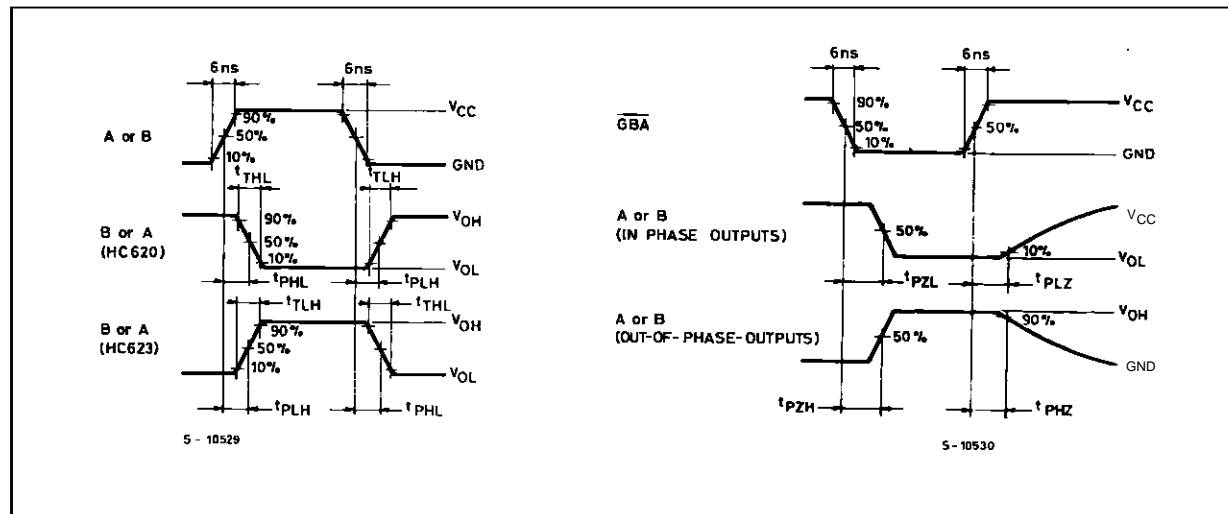 6ns 6ns
A or B
90%
50%
10%
VCC
GND
tTHL tTLH
B or A
(HC620)
90%
50%
10%
VOH
VOL
tPHL tPLH
tTLH tTHL
B or A
(HC623)
90%
50%
10%
VOH
VOL
tPLH tPHL
S-10529
6ns 6ns
GBA
90%
50%
10%
50%
VCC
GND
A or B
(IN PHASE OUTPUTS)
50%
VCC
10%
VOL
tPZL tPLZ
A or B
(OUT-OF-PHASE-OUTPUTS)
50%
VOH
90%
GND
tPZH tPHZ
S-10530